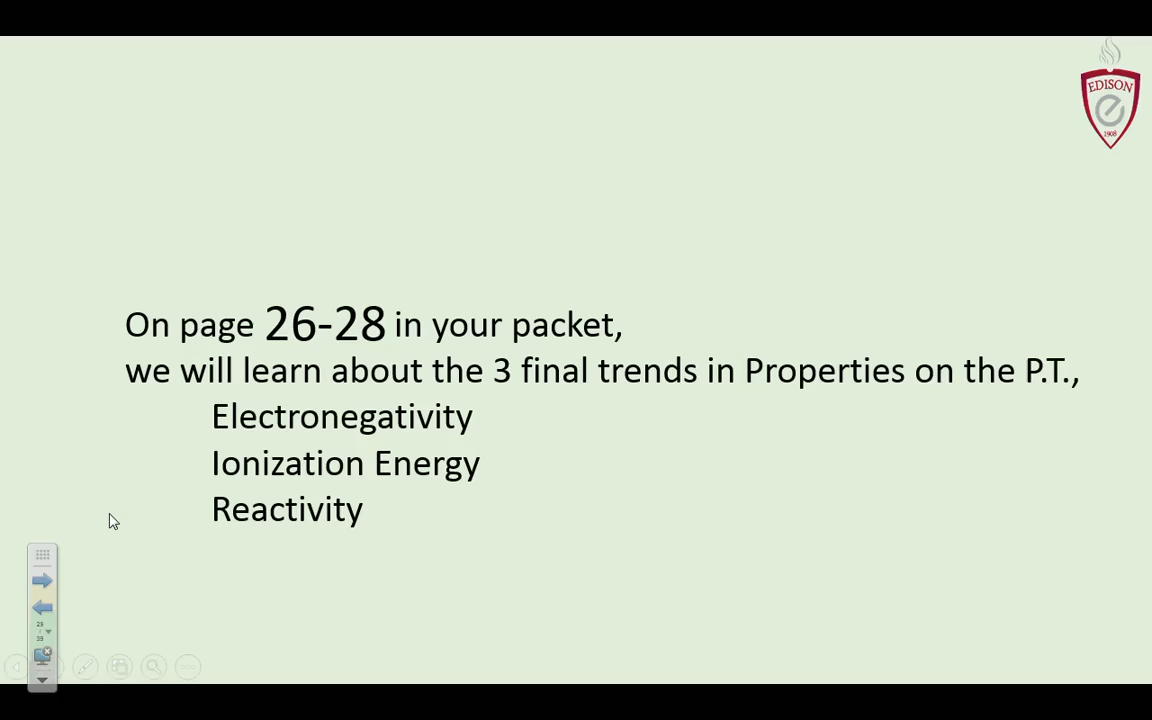 EDISON
e
1908
On page 26-28 in your packet,
we will learn about the 3 final trends in Properties on the P.T.,
Electronegativity
Ionization Energy
Reactivity